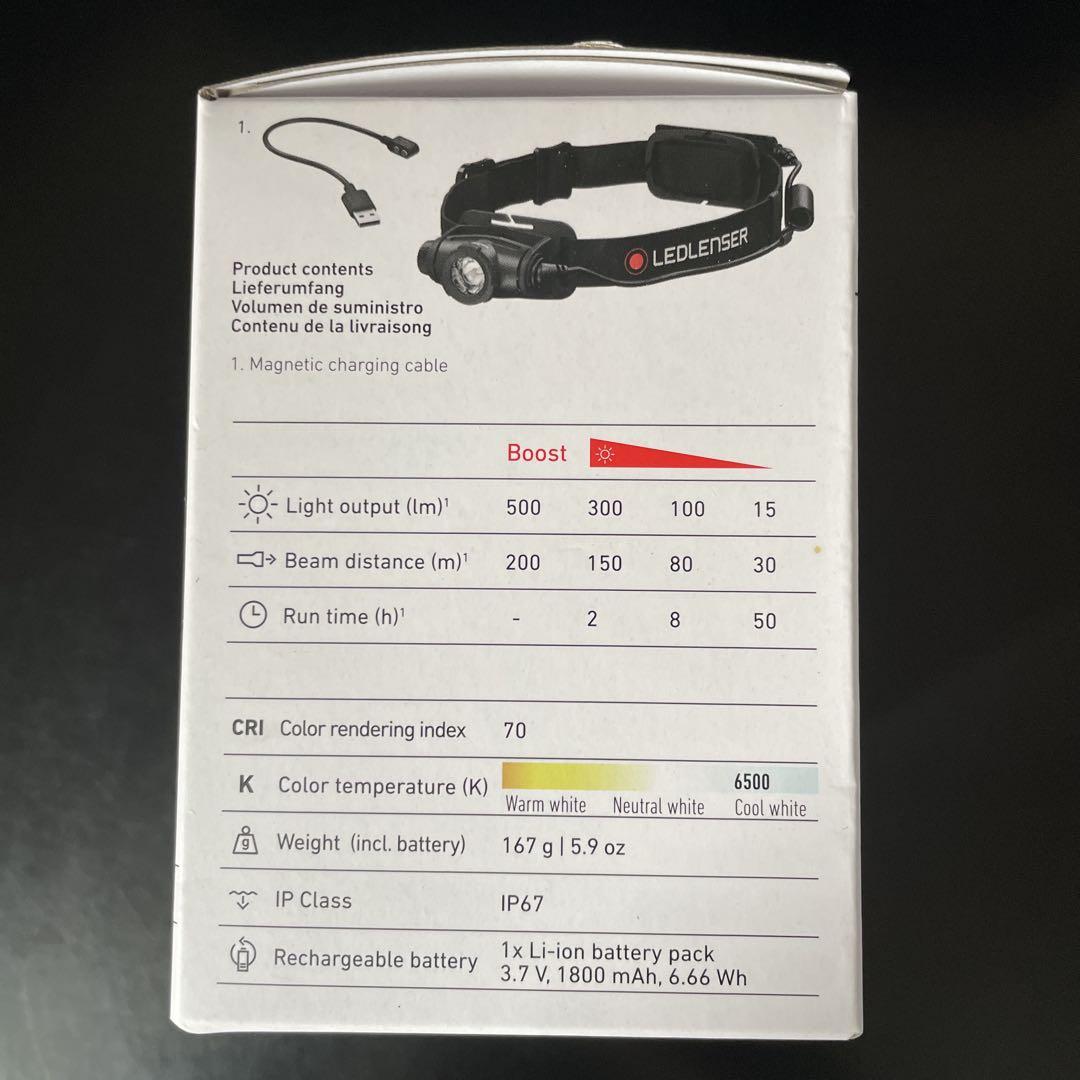 1.
LEDLENSER
Product contents
Lieferumfang
Volumen de suministro
Contenu de la livraisong
1. Magnetic charging cable
Boost
Light output (lm)¹ 500 300 100 15
Beam distance (m)¹ 200 150 80 30
Run time (h)¹ - 2 8 50
CRI Color rendering index 70
K Color temperature (K) 6500
Warm white Neutral white Cool white
g Weight (incl. battery) 167 g | 5.9 oz
IP Class IP67
Rechargeable battery 1x Li-ion battery pack
3.7 V, 1800 mAh, 6.66 Wh